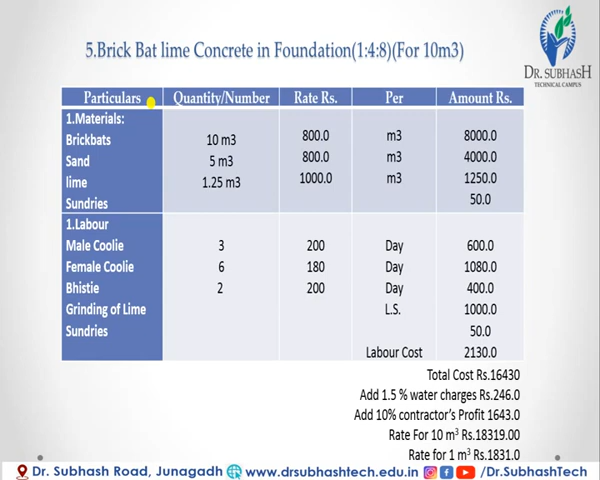 5.Brick Bat lime Concrete in Foundation(1:4:8)(For 10m3)
DR. SUBHASH
TECHNICAL CAMPUS
Particulars Quantity/Number Rate Rs. Per Amount Rs.
1.Materials:
Brickbats 10 m3 800.0 m3 8000.0
Sand 5 m3 800.0 m3 4000.0
lime 1.25 m3 1000.0 m3 1250.0
Sundries 50.0
1.Labour
Male Coolie 3 200 Day 600.0
Female Coolie 6 180 Day 1080.0
Bhistie 2 200 Day 400.0
Grinding of Lime L.S. 1000.0
Sundries 50.0
Labour Cost 2130.0
Total Cost Rs.16430
Add 1.5 % water charges Rs.246.0
Add 10% contractor's Profit 1643.0
Rate For 10 m³ Rs.18319.00
Rate for 1 m³ Rs.1831.0
Dr. Subhash Road, Junagadh www.drsubhashtech.edu.in /Dr.SubhashTech